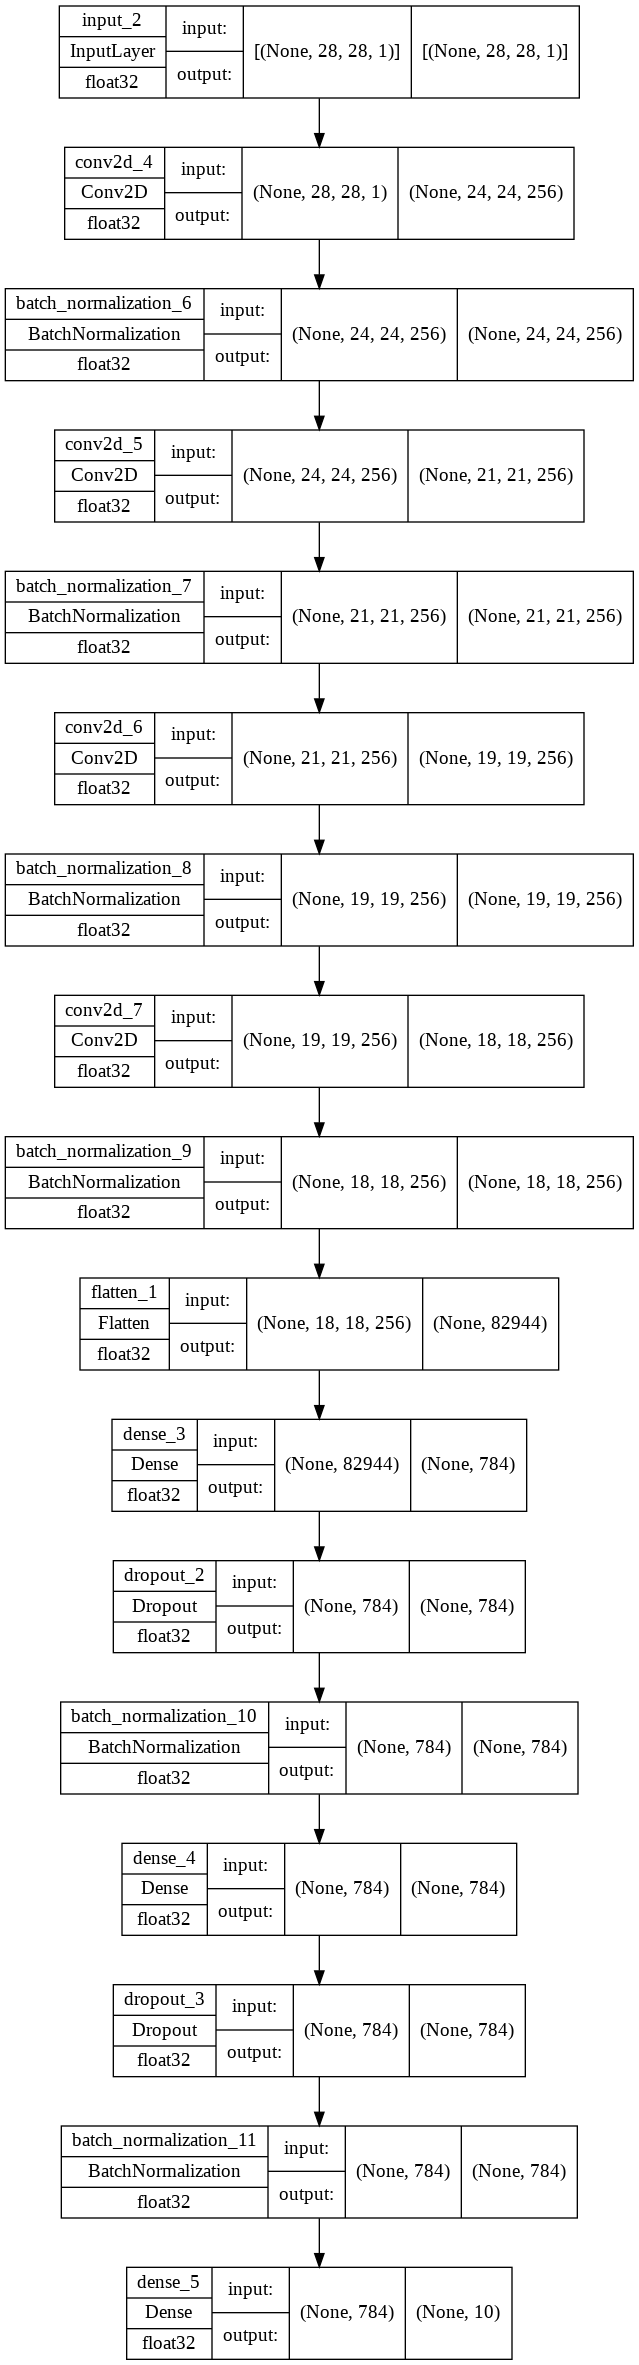 input_2
InputLayer
float32
input:
output:
[(None, 28, 28, 1)]
[(None, 28, 28, 1)]
conv2d_4
Conv2D
float32
input:
output:
(None, 28, 28, 1)
(None, 24, 24, 256)
batch_normalization_6
BatchNormalization
float32
input:
output:
(None, 24, 24, 256)
(None, 24, 24, 256)
conv2d_5
Conv2D
float32
input:
output:
(None, 24, 24, 256)
(None, 21, 21, 256)
batch_normalization_7
BatchNormalization
float32
input:
output:
(None, 21, 21, 256)
(None, 21, 21, 256)
conv2d_6
Conv2D
float32
input:
output:
(None, 21, 21, 256)
(None, 19, 19, 256)
batch_normalization_8
BatchNormalization
float32
input:
output:
(None, 19, 19, 256)
(None, 19, 19, 256)
conv2d_7
Conv2D
float32
input:
output:
(None, 19, 19, 256)
(None, 18, 18, 256)
batch_normalization_9
BatchNormalization
float32
input:
output:
(None, 18, 18, 256)
(None, 18, 18, 256)
flatten_1
Flatten
float32
input:
output:
(None, 18, 18, 256)
(None, 82944)
dense_3
Dense
float32
input:
output:
(None, 82944)
(None, 784)
dropout_2
Dropout
float32
input:
output:
(None, 784)
(None, 784)
batch_normalization_10
BatchNormalization
float32
input:
output:
(None, 784)
(None, 784)
dense_4
Dense
float32
input:
output:
(None, 784)
(None, 784)
dropout_3
Dropout
float32
input:
output:
(None, 784)
(None, 784)
batch_normalization_11
BatchNormalization
float32
input:
output:
(None, 784)
(None, 784)
dense_5
Dense
float32
input:
output:
(None, 784)
(None, 10)